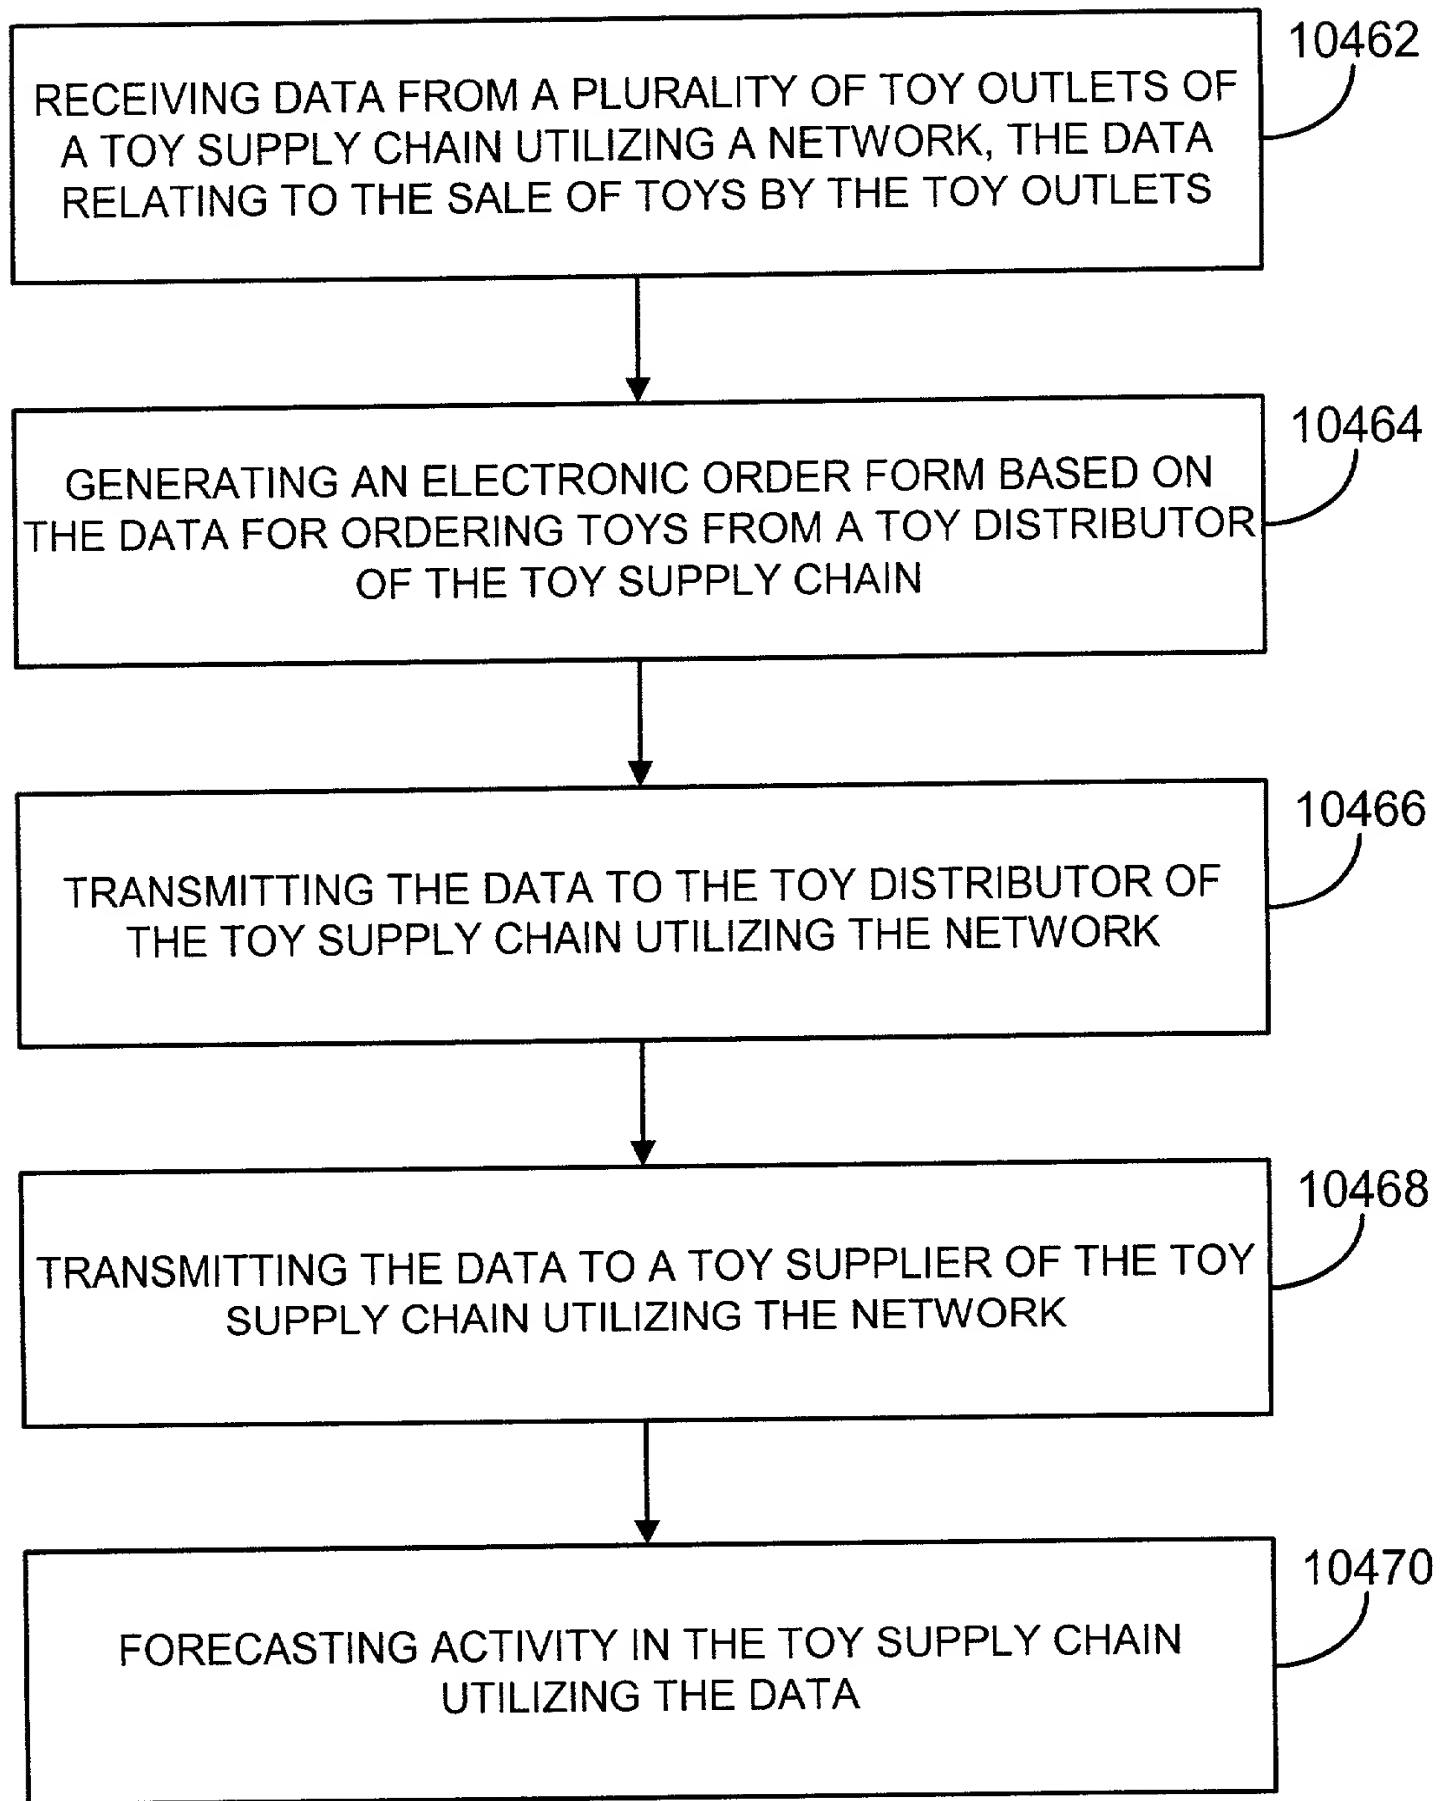 10462
RECEIVING DATA FROM A PLURALITY OF TOY OUTLETS OF
A TOY SUPPLY CHAIN UTILIZING A NETWORK, THE DATA
RELATING TO THE SALE OF TOYS BY THE TOY OUTLETS
10464
GENERATING AN ELECTRONIC ORDER FORM BASED ON
THE DATA FOR ORDERING TOYS FROM A TOY DISTRIBUTOR
OF THE TOY SUPPLY CHAIN
10466
TRANSMITTING THE DATA TO THE TOY DISTRIBUTOR OF
THE TOY SUPPLY CHAIN UTILIZING THE NETWORK
10468
TRANSMITTING THE DATA TO A TOY SUPPLIER OF THE TOY
SUPPLY CHAIN UTILIZING THE NETWORK
10470
FORECASTING ACTIVITY IN THE TOY SUPPLY CHAIN
UTILIZING THE DATA